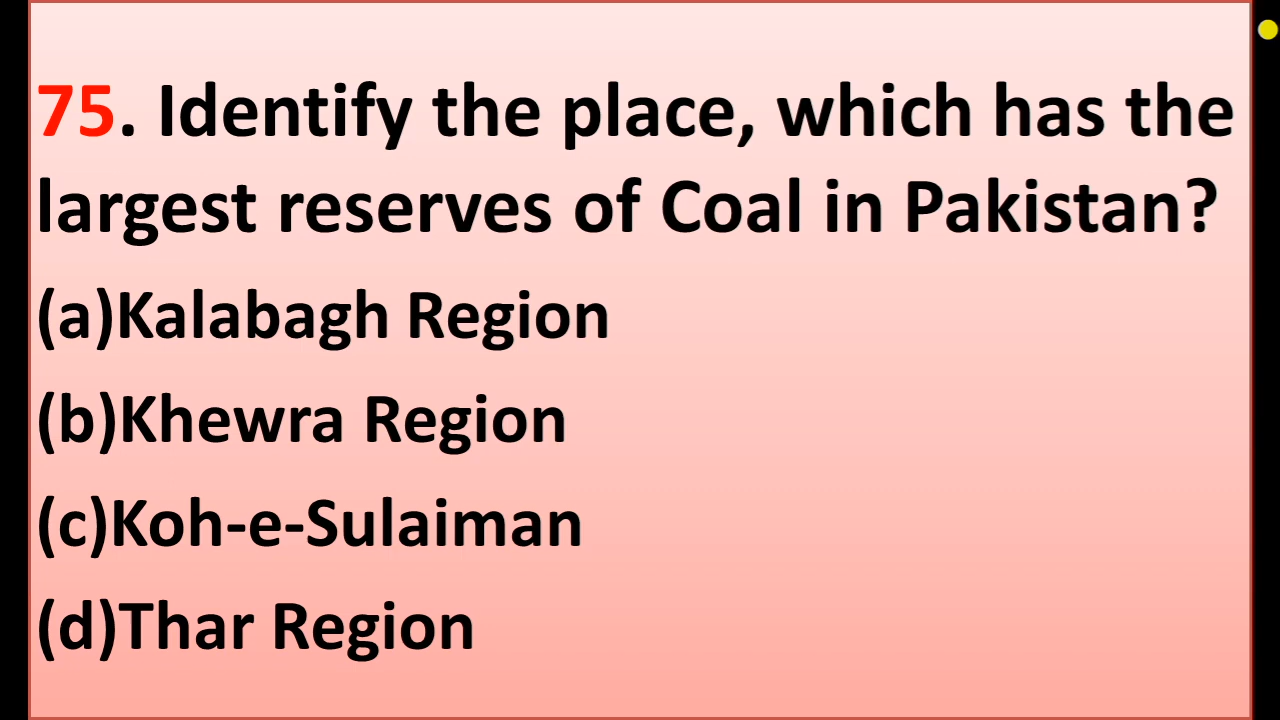 75. Identify the place, which has the
largest reserves of Coal in Pakistan?
(a)Kalabagh Region
(b)Khewra Region
(c)Koh-e-Sulaiman
(d)Thar Region